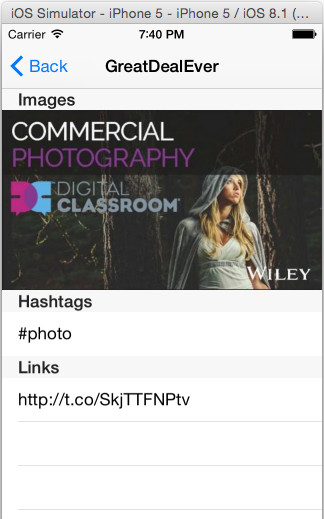 iOS Simulator - iPhone 5 - iPhone 5 / iOS 8.1 (...
Carrier 7:40 PM
Back GreatDealEver
Images
COMMERCIAL
PHOTOGRAPHY
DIGITAL
CLASSROOM
WILEY
Hashtags
#photo
Links
http://t.co/SkjTTFNPtv